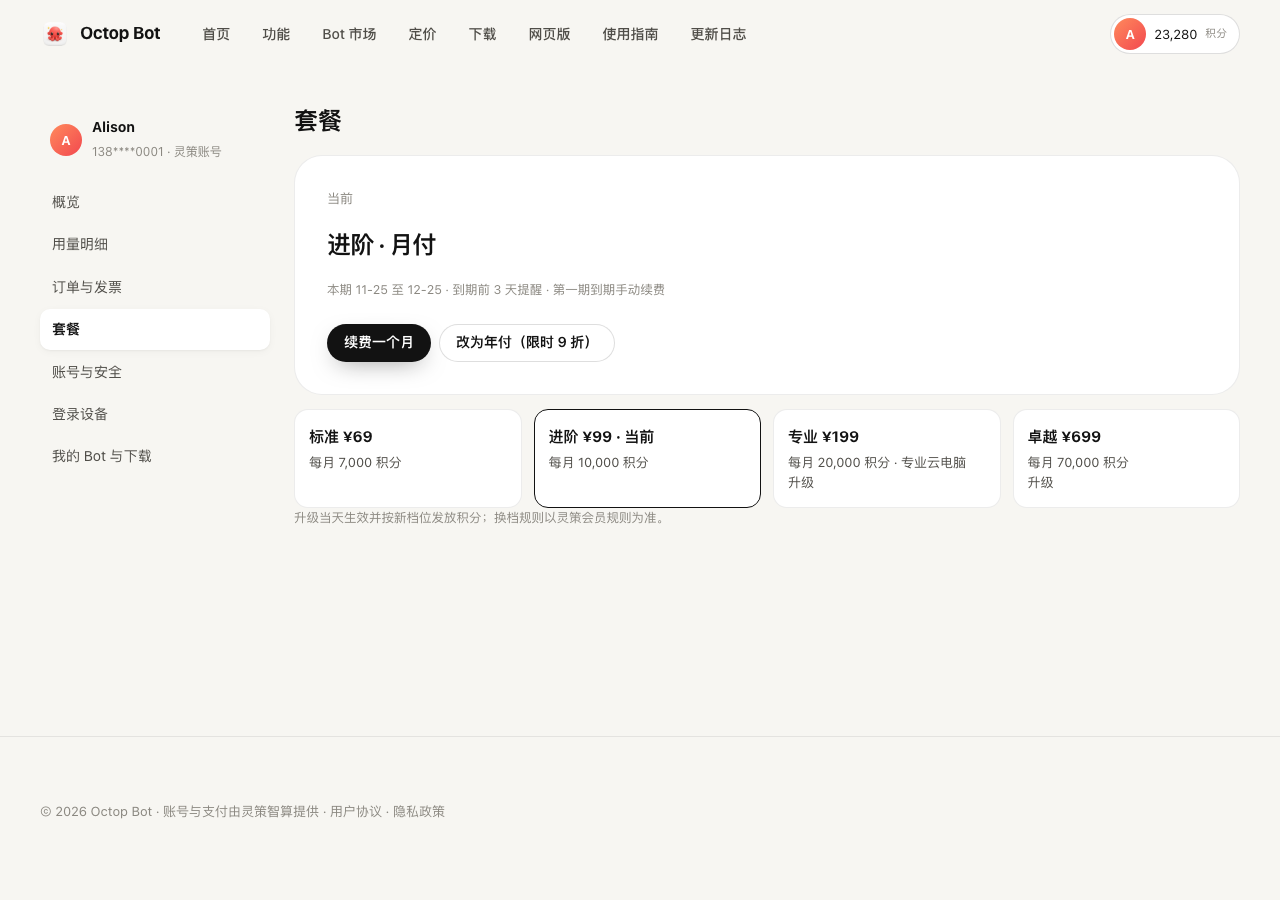 Octop Bot
首页 功能 Bot 市场 定价 下载 网页版 使用指南 更新日志
A 23,280 积分
A
Alison
138****0001 · 灵策账号
概览
用量明细
订单与发票
套餐
账号与安全
登录设备
我的 Bot 与下载
套餐
当前
进阶 · 月付
本期 11-25 至 12-25 · 到期前 3 天提醒 · 第一期到期手动续费
续费一个月 改为年付（限时 9 折）
标准 ¥69
每月 7,000 积分
进阶 ¥99 · 当前
每月 10,000 积分
专业 ¥199
每月 20,000 积分 · 专业云电脑
升级
卓越 ¥699
每月 70,000 积分
升级
升级当天生效并按新档位发放积分；换档规则以灵策会员规则为准。
© 2026 Octop Bot · 账号与支付由灵策智算提供 · 用户协议 · 隐私政策